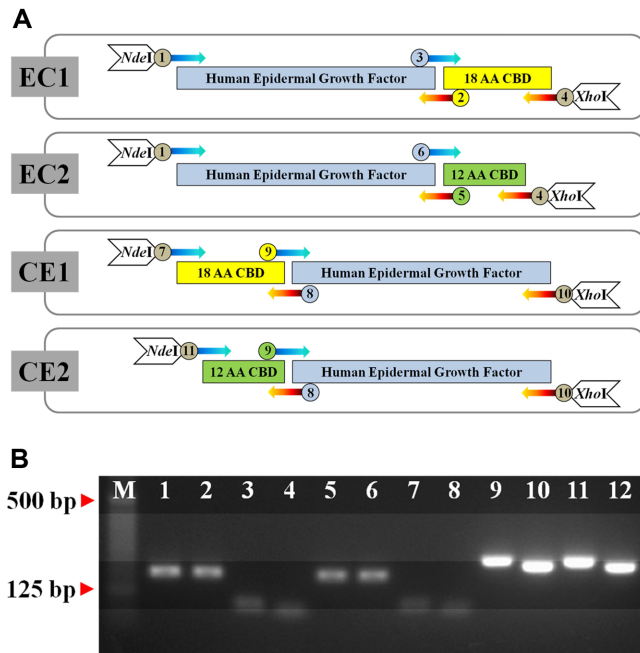 A
EC1
NdeI 1 3
Human Epidermal Growth Factor 18 AA CBD
2 4 XhoI
EC2
NdeI 1 6
Human Epidermal Growth Factor 12 AA CBD
5 4 XhoI
CE1
NdeI 7 9
18 AA CBD Human Epidermal Growth Factor
8 10 XhoI
CE2
NdeI 11 9
12 AA CBD Human Epidermal Growth Factor
8 10 XhoI
B
M 1 2 3 4 5 6 7 8 9 10 11 12
500 bp
125 bp